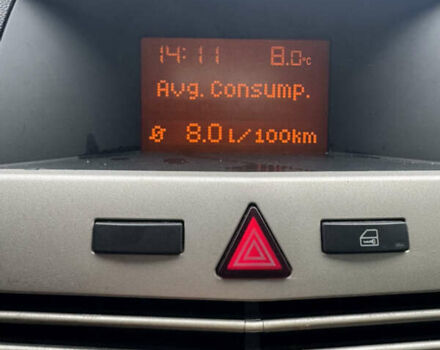 14:11 8.0°C
Avg. Consump.
Ø 8.0 l/100km